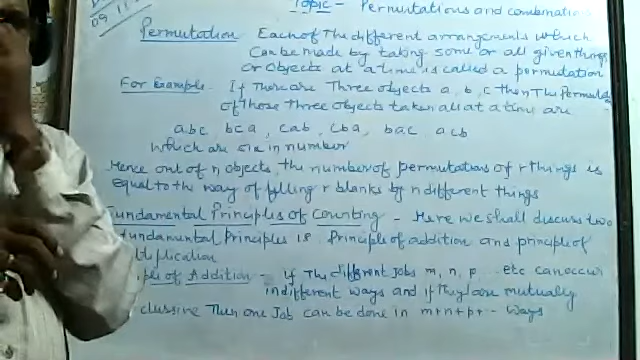 09 11
Topic - Permutations and combination
Permutation Each of the different arrangements which
can be made by taking some or all given things
or objects at a time is called a permutation
For Example. If There are Three objects a, b, c then The
of those three objects taken all at a time are
abc, bca, cab, cba, bac acb
which are six in number
Hence out of n objects, the number of permutations of r things is
equal to the way of filling r blanks by n different things
Fundamental Principles of Counting - Here we shall discuss two
fundamental Principles is Principle of addition and principle of
of Addition - if The different Jobs m, n, p... etc can occur
in different ways and if they are mutually
Then one Job can be done in m+n+p+-- ways